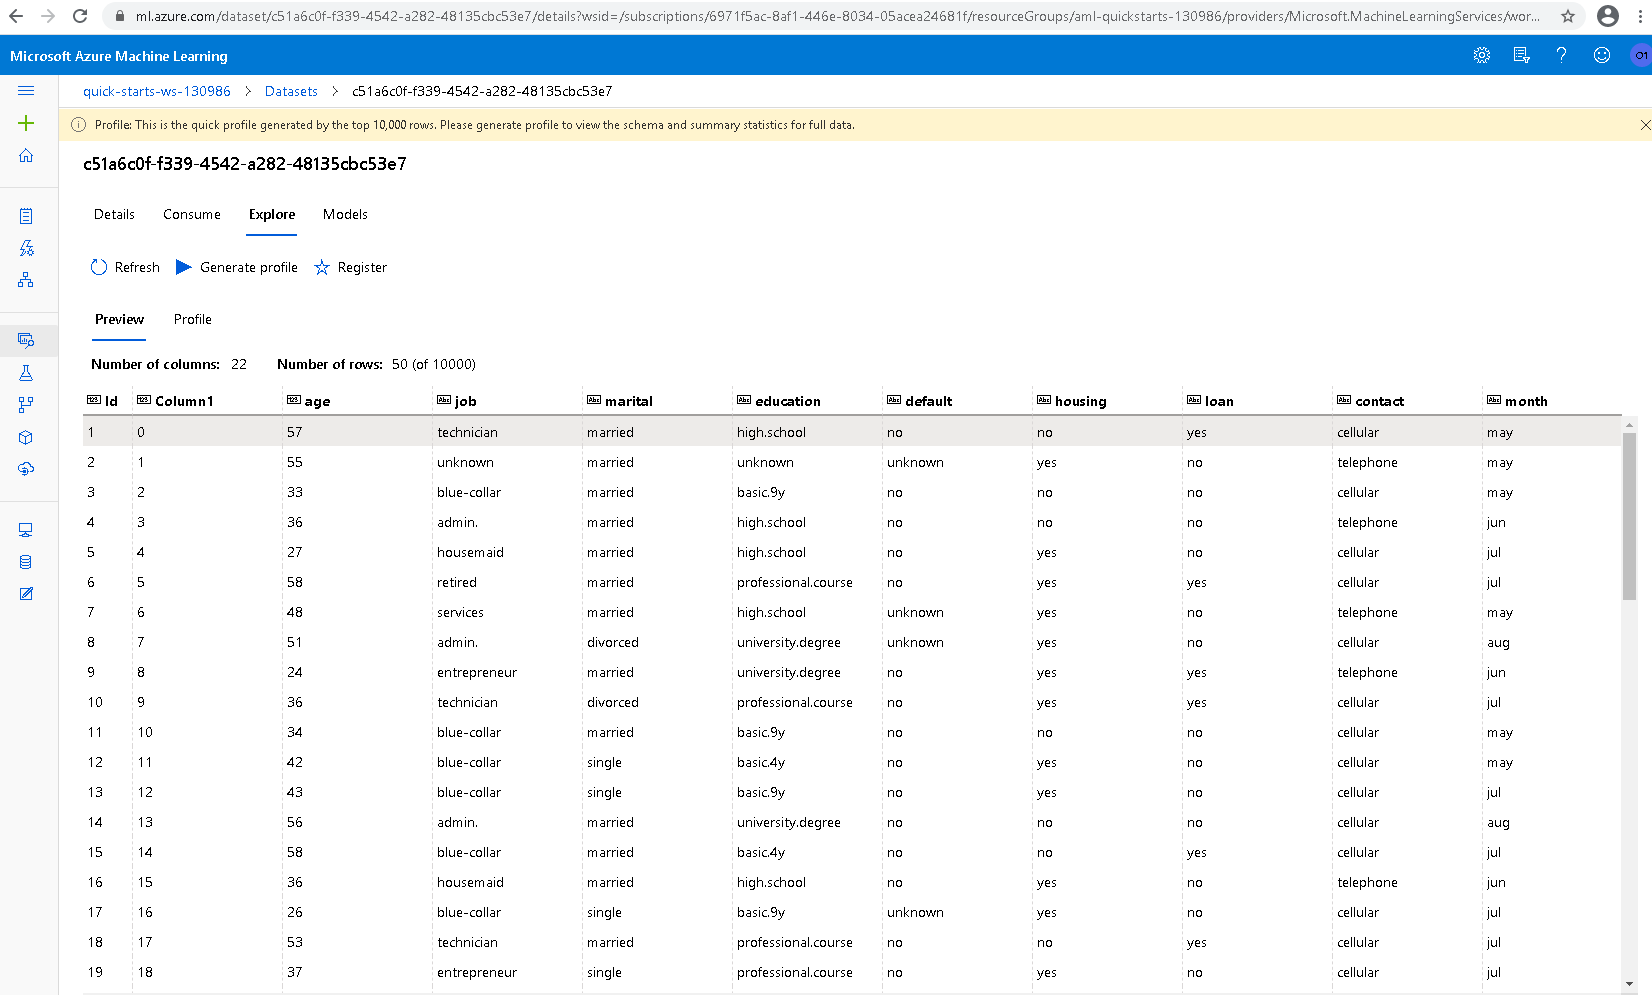 ml.azure.com/dataset/c51a6c0f-f339-4542-a282-48135cbc53e7/details?wsid=/subscriptions/6971f5ac-8af1-446e-8034-05acea24681f/resourceGroups/aml-quickstarts-130986/providers/Microsoft.MachineLearningServices/wor...
Microsoft Azure Machine Learning
01
quick-starts-ws-130986 > Datasets > c51a6c0f-f339-4542-a282-48135cbc53e7
Profile: This is the quick profile generated by the top 10,000 rows. Please generate profile to view the schema and summary statistics for full data.
c51a6c0f-f339-4542-a282-48135cbc53e7
Details Consume Explore Models
Refresh Generate profile Register
Preview Profile
Number of columns: 22 Number of rows: 50 (of 10000)
123 Id 123 Column1 123 age Abc job Abc marital Abc education Abc default Abc housing Abc loan Abc contact Abc month
1 0 57 technician married high.school no no yes cellular may
2 1 55 unknown married unknown unknown yes no telephone may
3 2 33 blue-collar married basic.9y no no no cellular may
4 3 36 admin. married high.school no no no telephone jun
5 4 27 housemaid married high.school no yes no cellular jul
6 5 58 retired married professional.course no yes yes cellular jul
7 6 48 services married high.school unknown yes no telephone may
8 7 51 admin. divorced university.degree unknown yes no cellular aug
9 8 24 entrepreneur married university.degree no yes yes telephone jun
10 9 36 technician divorced professional.course no yes yes cellular jul
11 10 34 blue-collar married basic.9y no no no cellular may
12 11 42 blue-collar single basic.4y no yes no cellular may
13 12 43 blue-collar single basic.9y no yes no cellular jul
14 13 56 admin. married university.degree no no no cellular aug
15 14 58 blue-collar married basic.4y no no yes cellular jul
16 15 36 housemaid married high.school no yes no telephone jun
17 16 26 blue-collar single basic.9y unknown yes no cellular jul
18 17 53 technician married professional.course no no yes cellular jul
19 18 37 entrepreneur single professional.course no yes no cellular jul